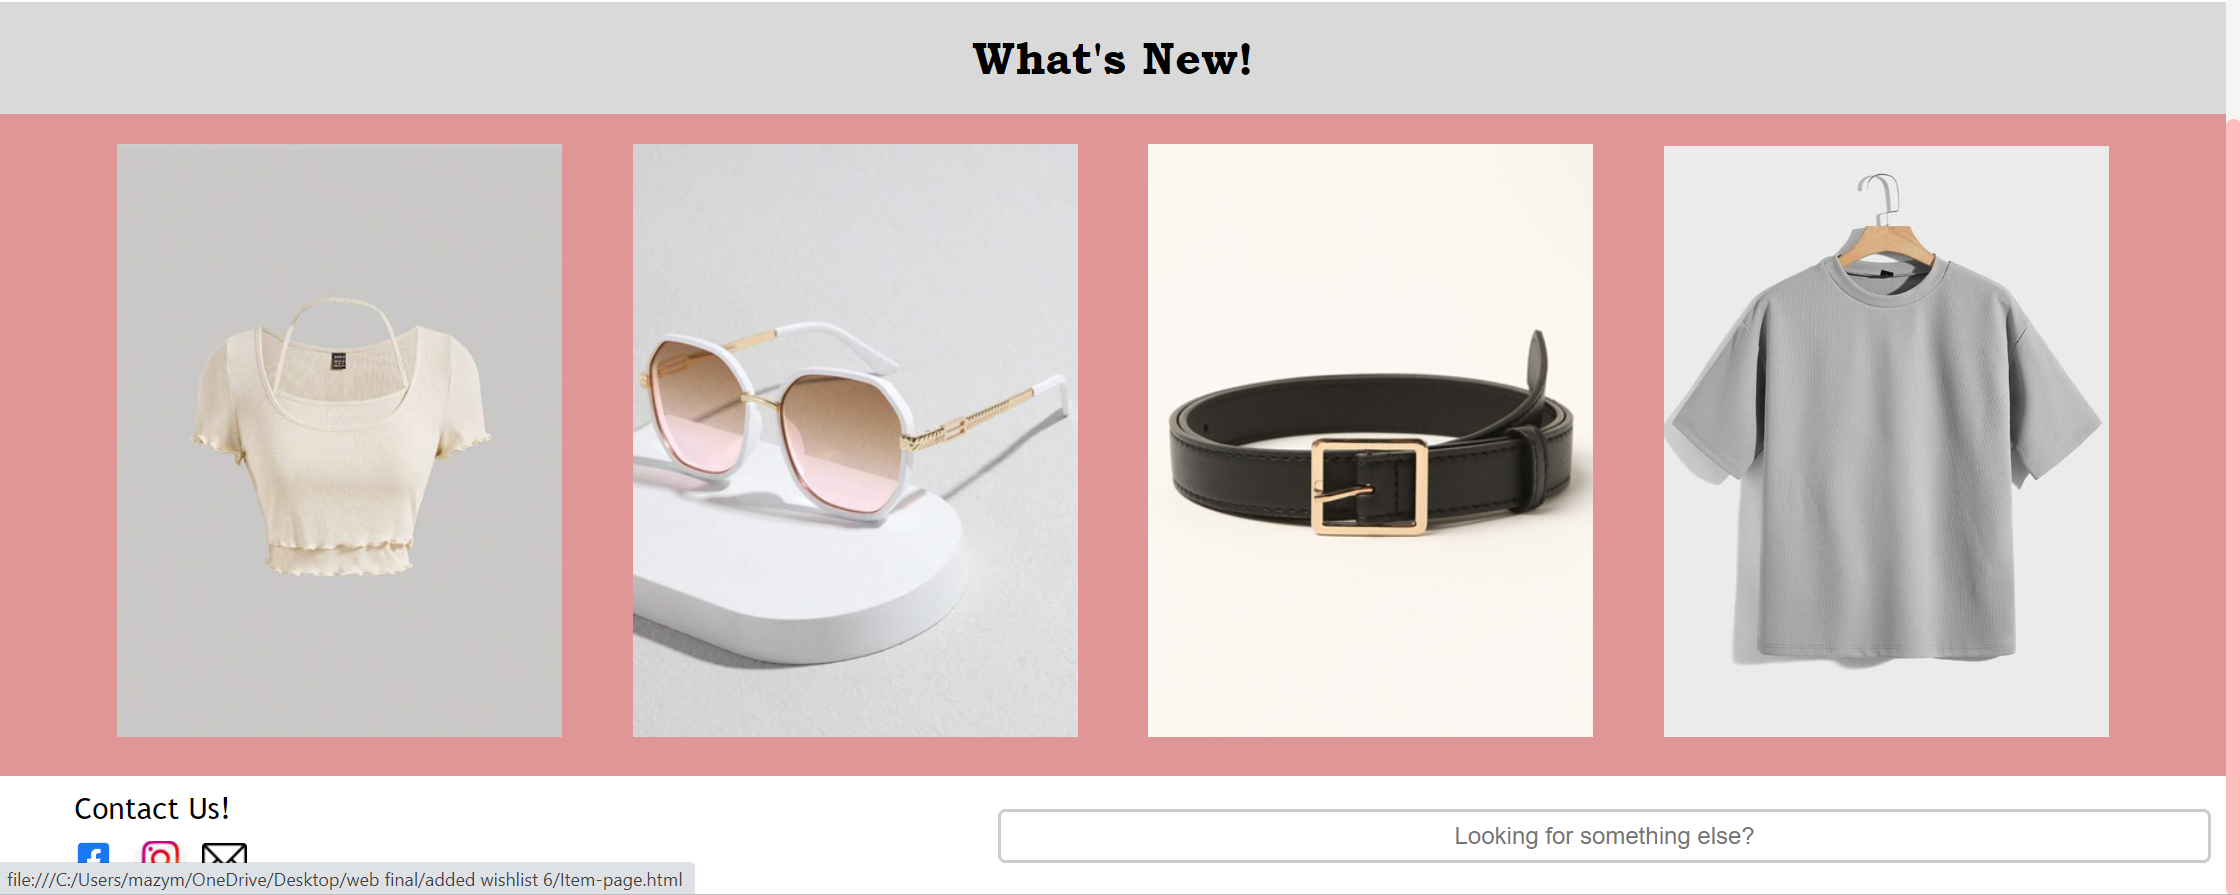 What's New!
Contact Us!
Looking for something else?
file:///C:/Users/mazym/OneDrive/Desktop/web final/added wishlist 6/Item-page.html